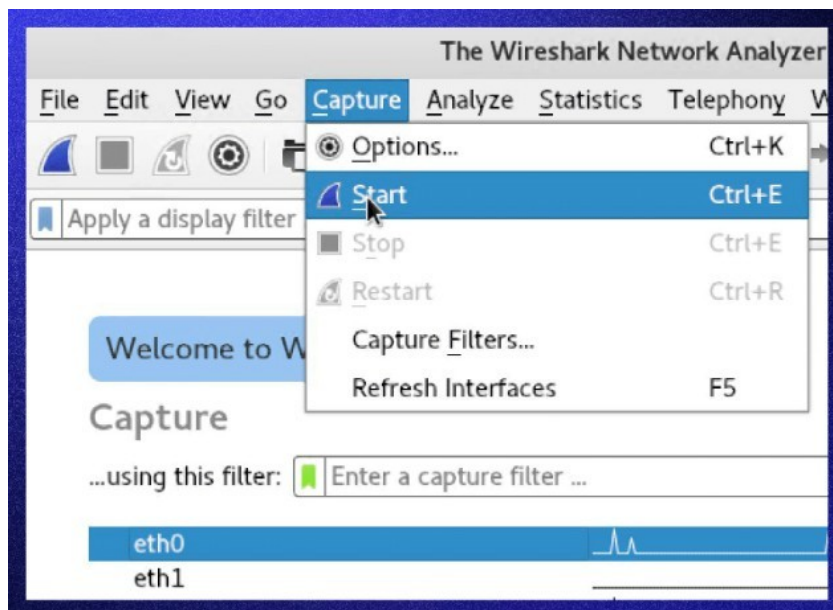 The Wireshark Network Analyzer
File Edit View Go Capture Analyze Statistics Telephony
Options... Ctrl+K
Start Ctrl+E
Apply a display filter
Stop Ctrl+E
Restart Ctrl+R
Capture Filters...
Welcome to W
Refresh Interfaces F5
Capture
...using this filter: Enter a capture filter ...
eth0
eth1